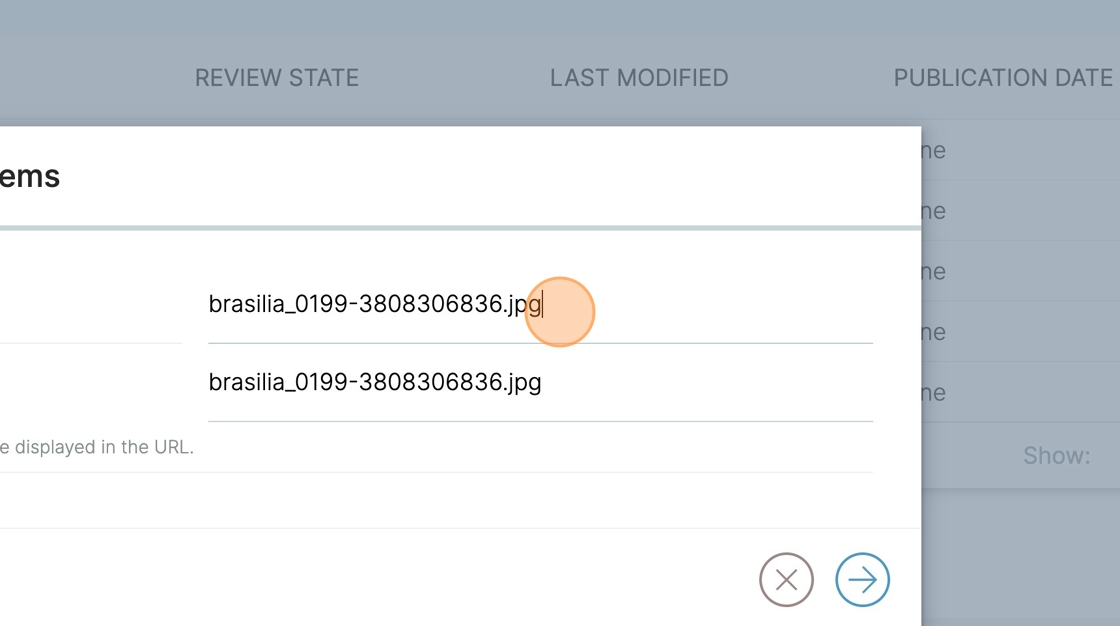 REVIEW STATE LAST MODIFIED PUBLICATION DATE
ems
ne
ne
brasilia_0199-3808306836.jpg
ne
ne
brasilia_0199-3808306836.jpg
ne
e displayed in the URL.
Show: